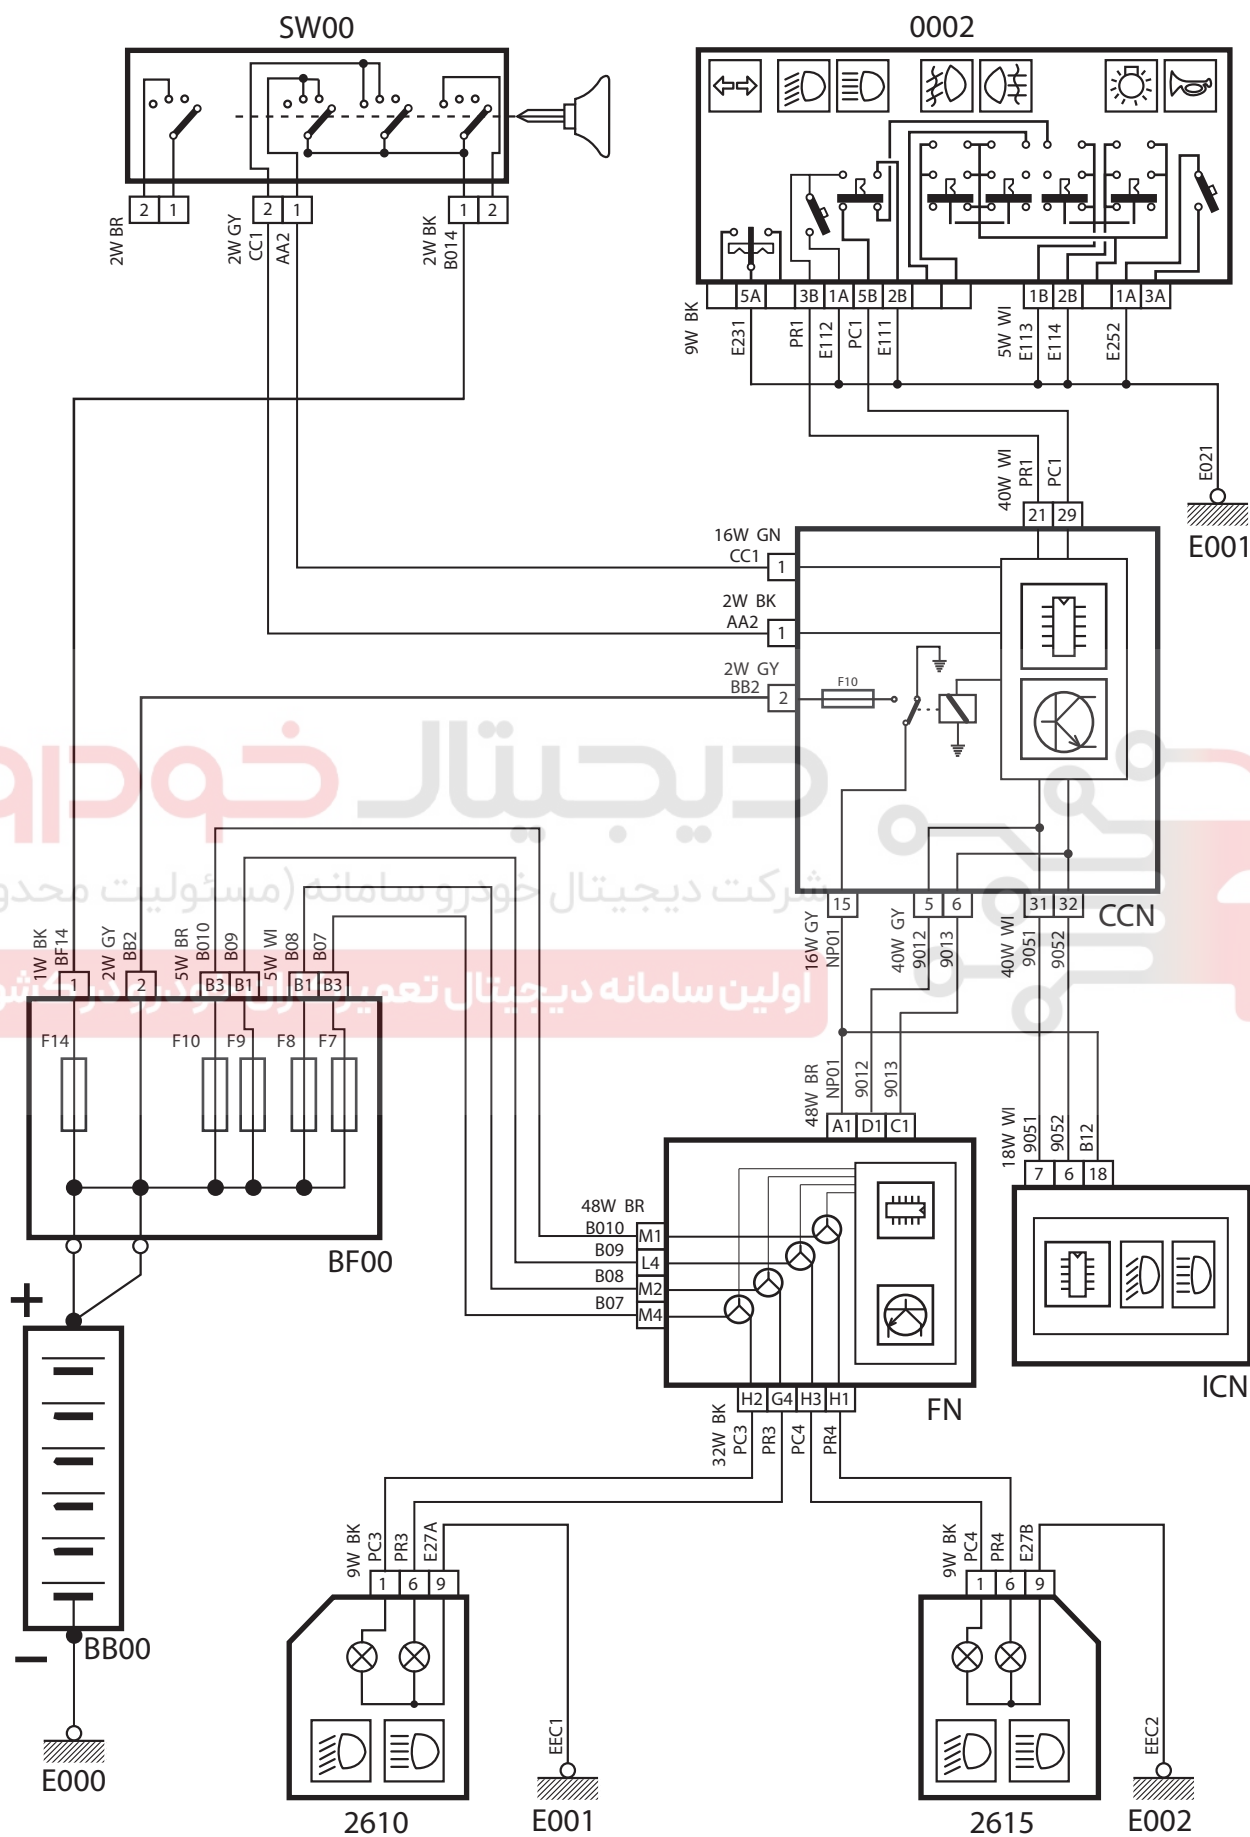 SW00
0002
2 1
2 1
1 2
2W BR
2W GY
CC1
AA2
2W BK
B014
5A
3B 1A 5B 2B
1B 2B
1A 3A
9W BK
E231
PR1
E112
PC1
E111
5W WI
E113
E114
E252
E021
E001
40W WI
PR1
PC1
21 29
16W GN
CC1
1
2W BK
AA2
1
2W GY
BB2
2
F10
دیجیتال خودرو
شرکت دیجیتال خودرو سامانه (مسئولیت محدو
اولین سامانه دیجیتال تعمیرکاران خودرو در کشو
15
5 6
31 32
CCN
16W GY
NP01
40W GY
9012
9013
40W WI
9051
9052
1W BK
BF14
2W GY
BB2
5W BR
B010
B09
5W WI
B08
B07
1
2
B3 B1
B1 B3
F14
F10
F9
F8
F7
BF00
48W BR
NP01
9012
9013
A1 D1 C1
18W WI
9051
9052
B12
7 6 18
48W BR
B010
M1
B09
L4
B08
M2
B07
M4
ICN
H2 G4 H3 H1
FN
32W BK
PC3
PR3
PC4
PR4
+
BB00
–
E000
9W BK
PC3
PR3
E27A
1 6 9
EEC1
2610
E001
9W BK
PC4
PR4
E27B
1 6 9
EEC2
2615
E002